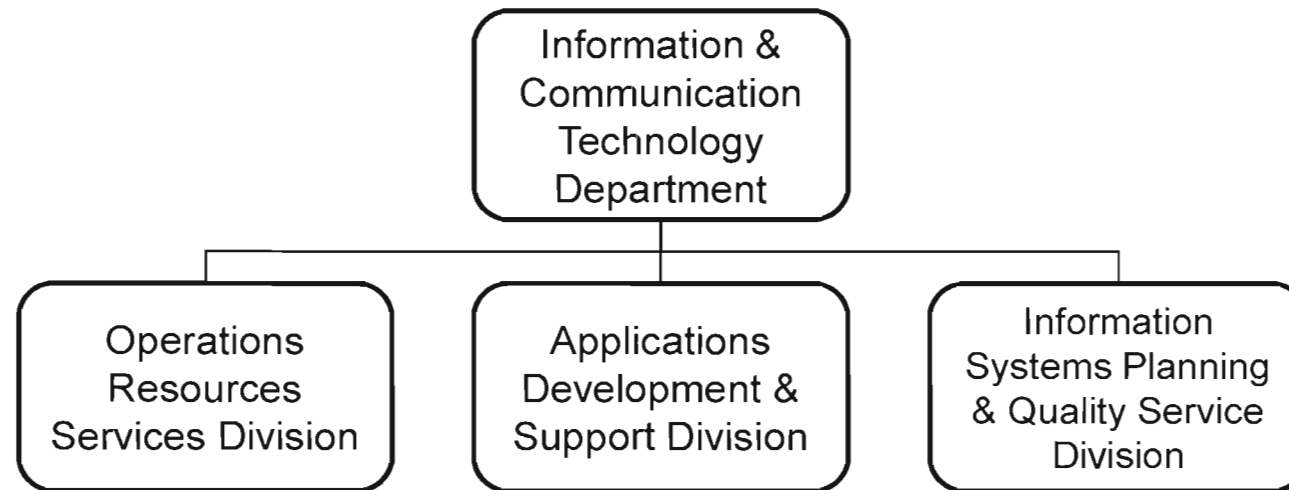 Information &
Communication
Technology
Department
Operations
Resources
Services Division
Applications
Development &
Support Division
Information
Systems Planning
& Quality Service
Division